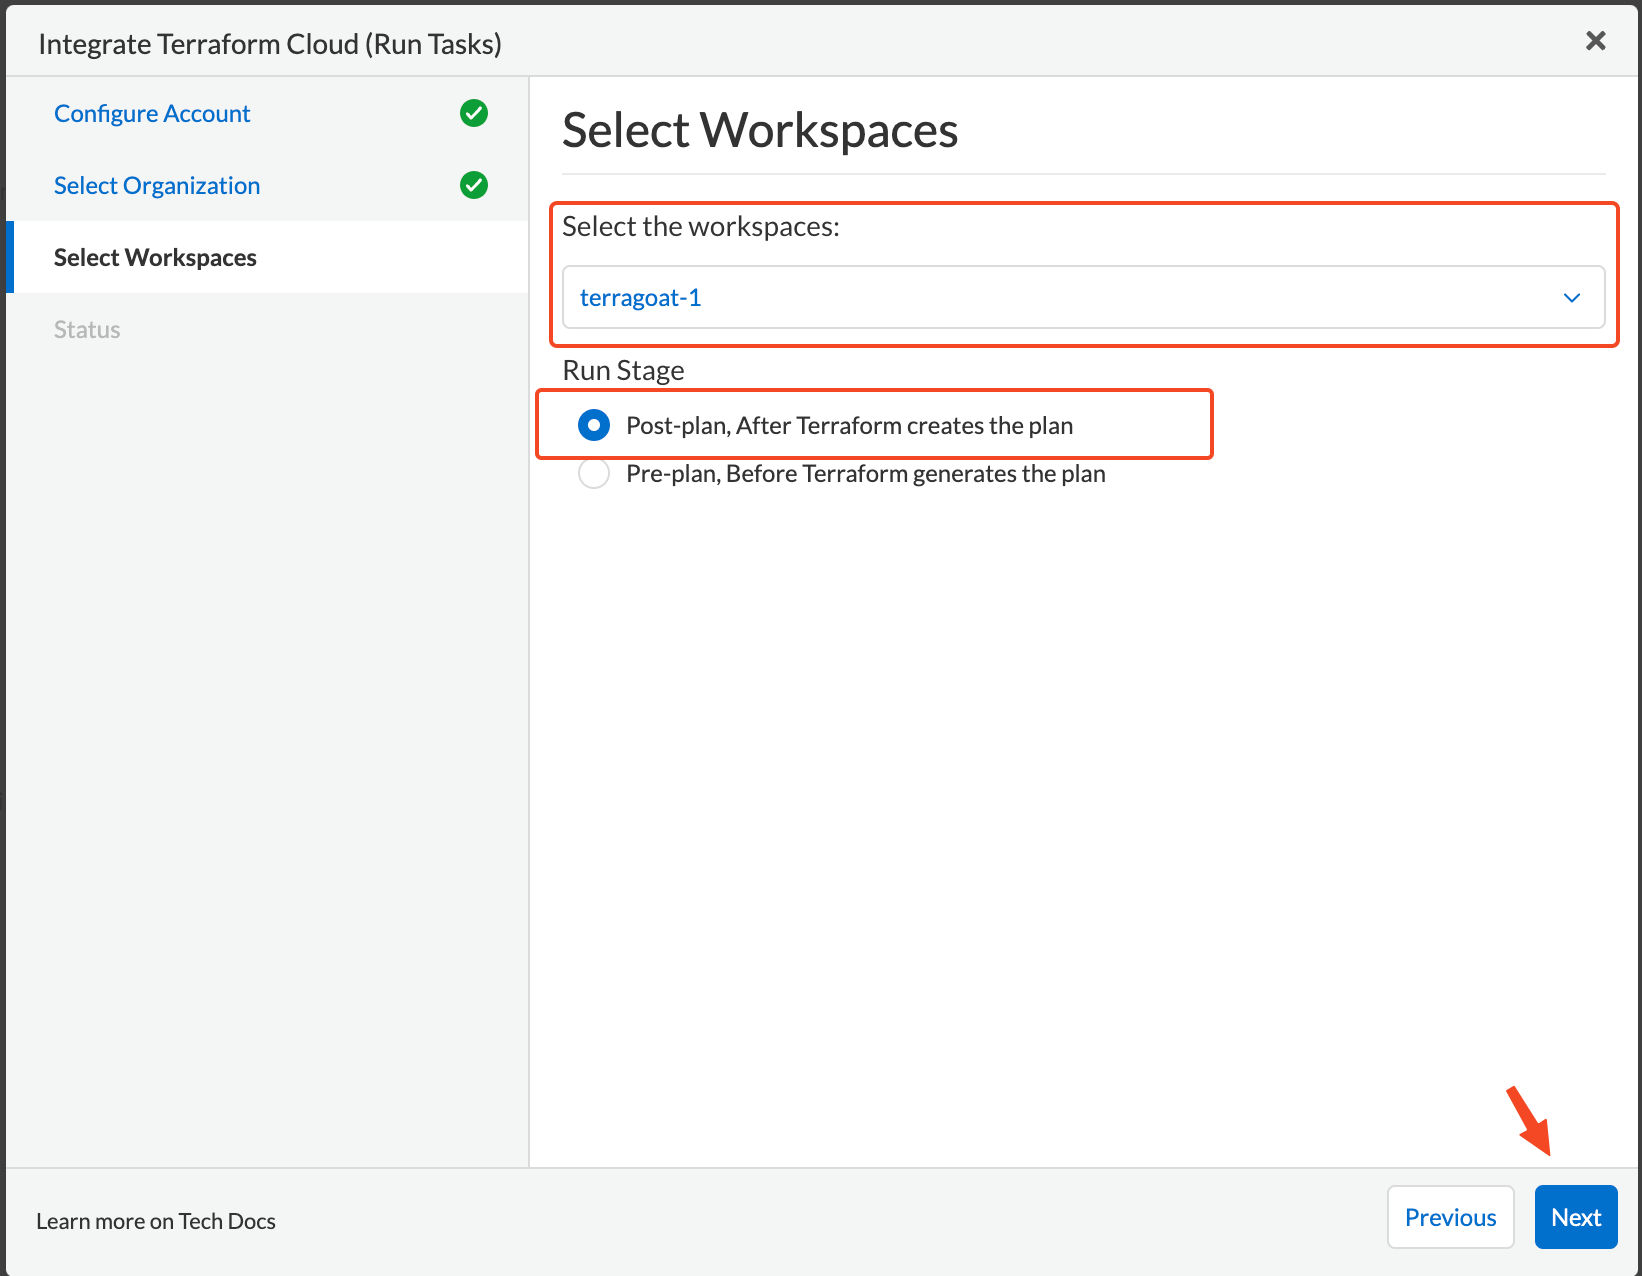 Integrate Terraform Cloud (Run Tasks)
Configure Account
Select Organization
Select Workspaces
Status
Select Workspaces
Select the workspaces:
terragoat-1
Run Stage
Post-plan, After Terraform creates the plan
Pre-plan, Before Terraform generates the plan
Learn more on Tech Docs
Previous
Next